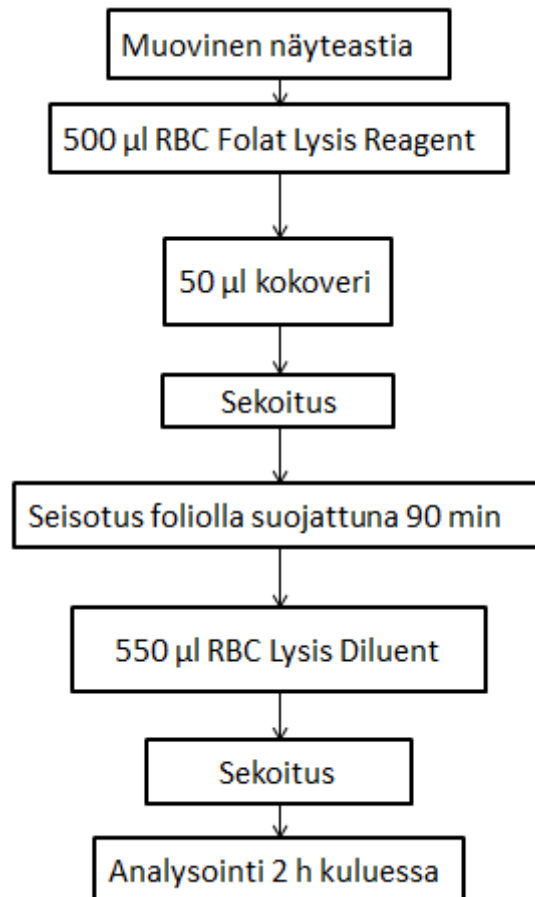 Muovinen näyteastia
500 µl RBC Folat Lysis Reagent
50 µl kokoveri
Sekoitus
Seisotus foliolla suojattuna 90 min
550 µl RBC Lysis Diluent
Sekoitus
Analysointi 2 h kuluessa